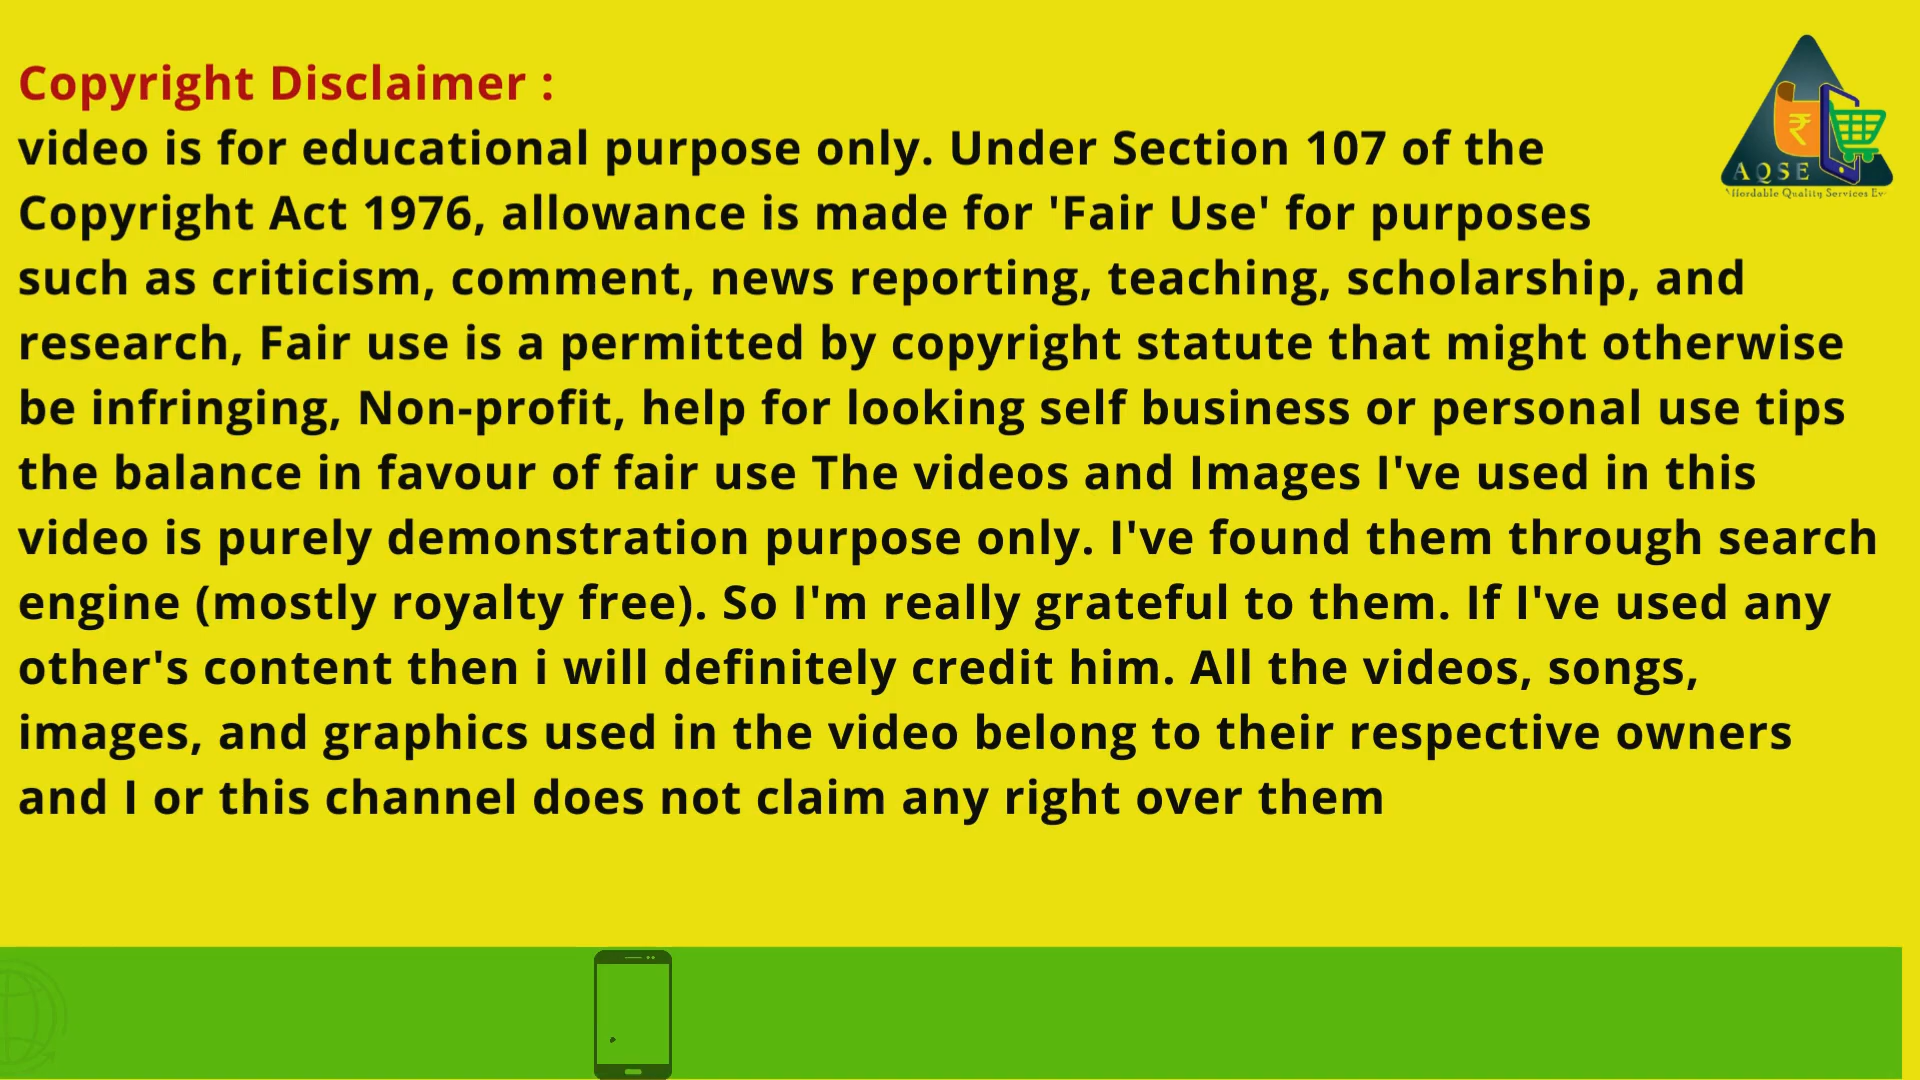 Copyright Disclaimer :
video is for educational purpose only. Under Section 107 of the
Copyright Act 1976, allowance is made for 'Fair Use' for purposes
such as criticism, comment, news reporting, teaching, scholarship, and
research, Fair use is a permitted by copyright statute that might otherwise
be infringing, Non-profit, help for looking self business or personal use tips
the balance in favour of fair use The videos and Images I've used in this
video is purely demonstration purpose only. I've found them through search
engine (mostly royalty free). So I'm really grateful to them. If I've used any
other's content then i will definitely credit him. All the videos, songs,
images, and graphics used in the video belong to their respective owners
and I or this channel does not claim any right over them
₹
AQSE
Quality Services